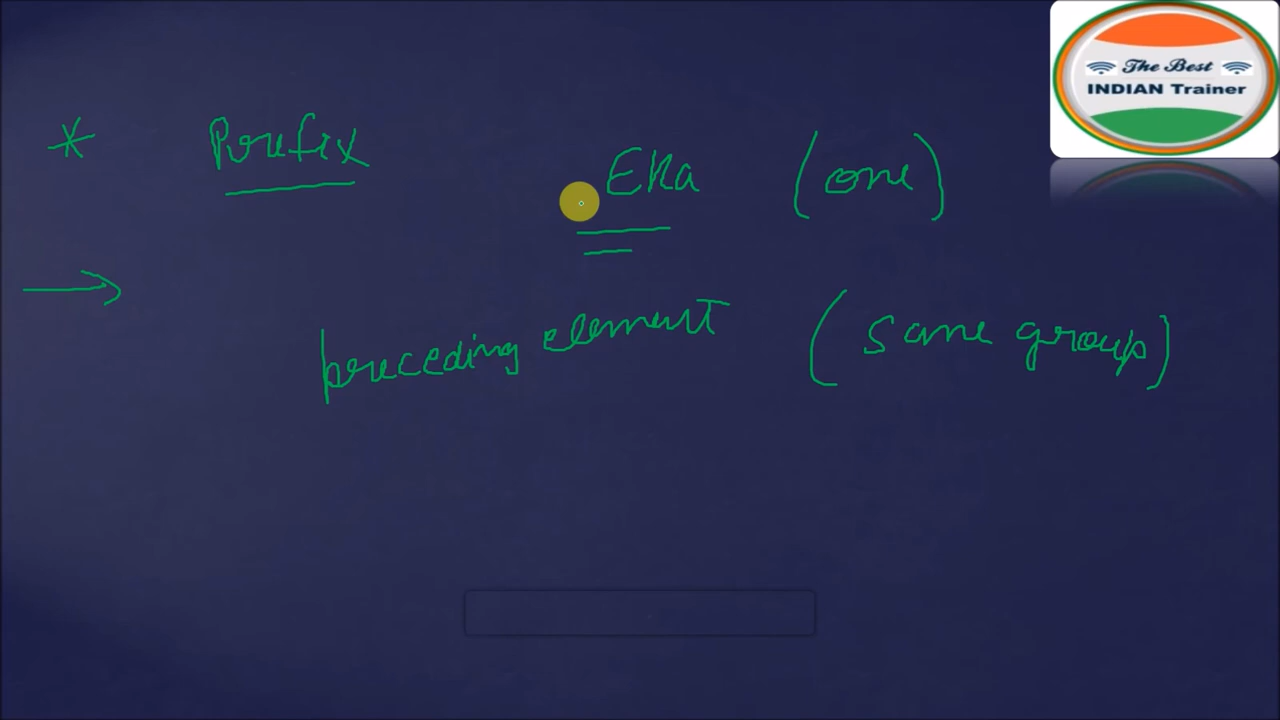 The Best
INDIAN Trainer
* Prefix EKa (one)
→ preceding element (same group)